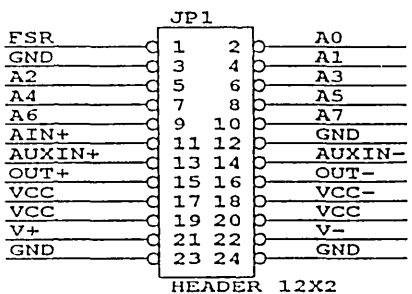 JP1
FSR 1 2 A0
GND 3 4 A1
A2 5 6 A3
A4 7 8 A5
A6 9 10 A7
AIN+ 11 12 GND
AUXIN+ 13 14 AUXIN-
OUT+ 15 16 OUT-
VCC 17 18 VCC-
VCC 19 20 VCC
V+ 21 22 V-
GND 23 24 GND
HEADER 12X2